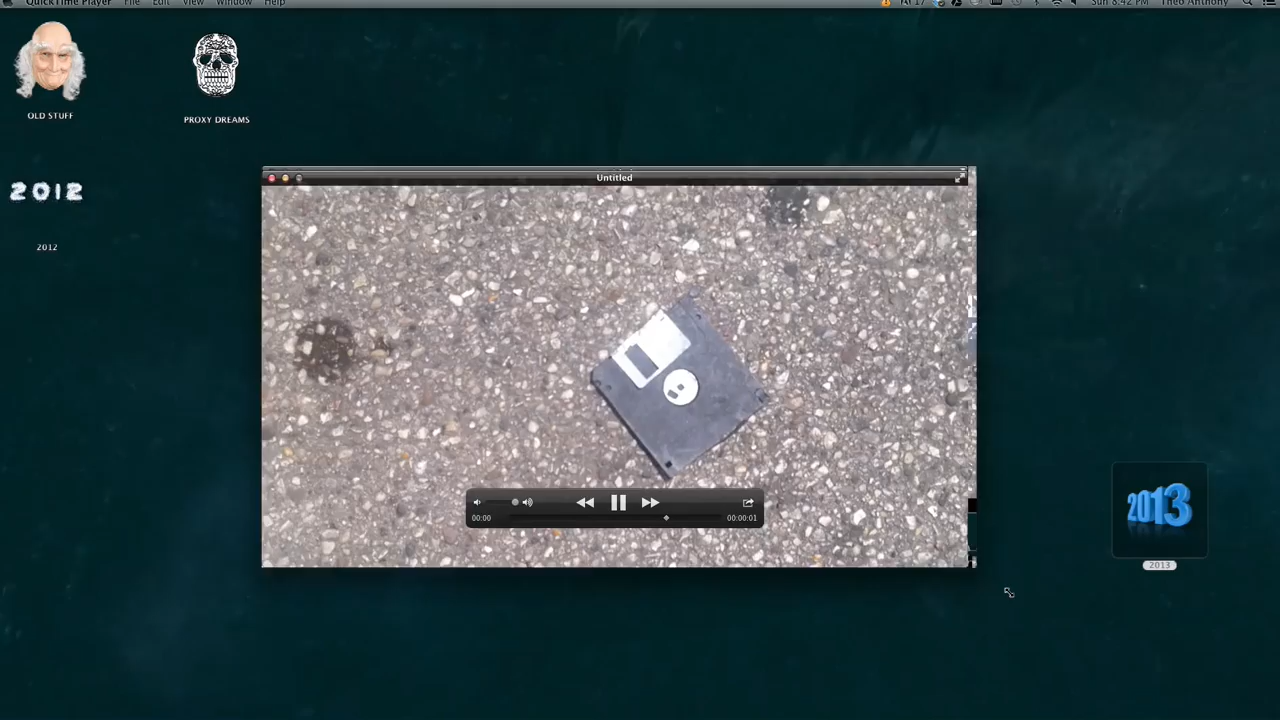 QuickTime Player File Edit View Window Help
Sun 8:42 PM Theo Anthony
OLD STUFF
PROXY DREAMS
2012
2012
Untitled
00:00
00:00:01
2013
2013